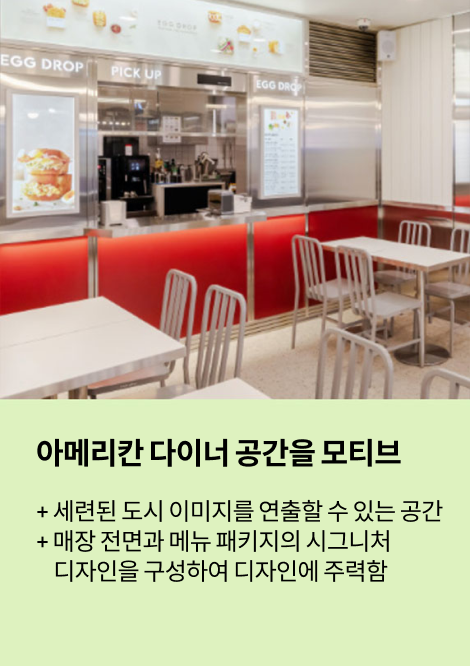 EGG DROP
EGG DROP
PICK UP
EGG DROP
아메리칸 다이너 공간을 모티브
+ 세련된 도시 이미지를 연출할 수 있는 공간
+ 매장 전면과 메뉴 패키지의 시그니처
디자인을 구성하여 디자인에 주력함